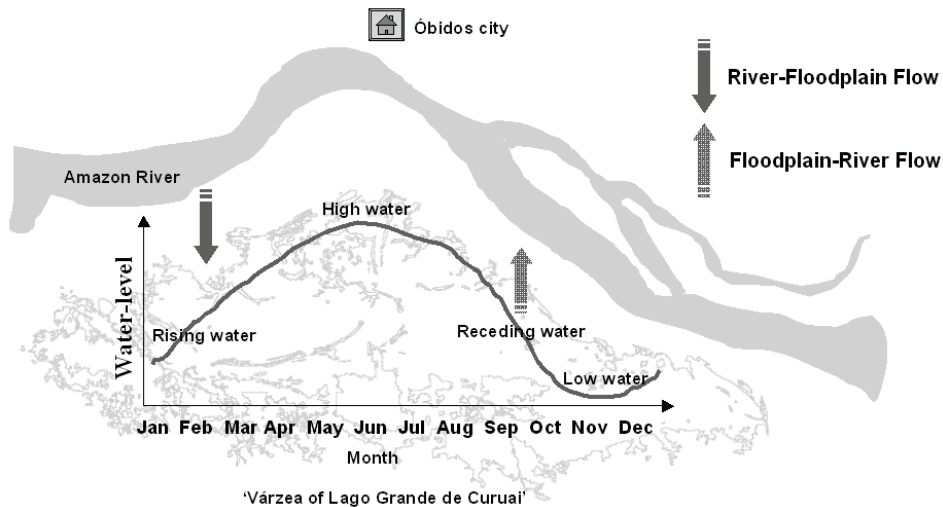 Óbidos city
River-Floodplain Flow
Floodplain-River Flow
Amazon River
High water
Water-level
Rising water
Receding water
Low water
Jan Feb Mar Apr May Jun Jul Aug Sep Oct Nov Dec
Month
‘Várzea of Lago Grande de Curuai’